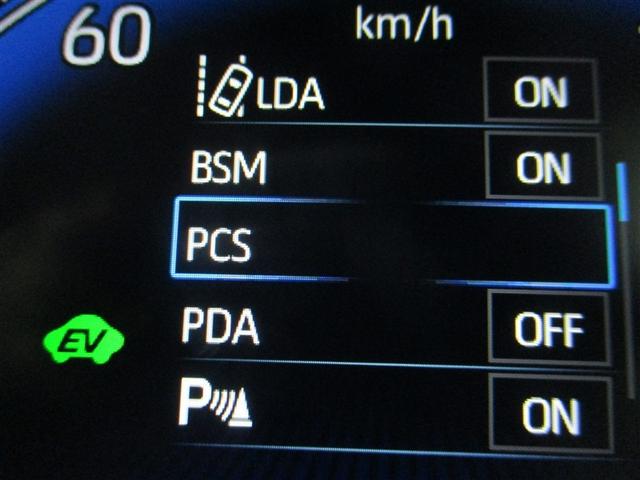 60
km/h
LDA ON
BSM ON
PCS
PDA OFF
EV
P ON